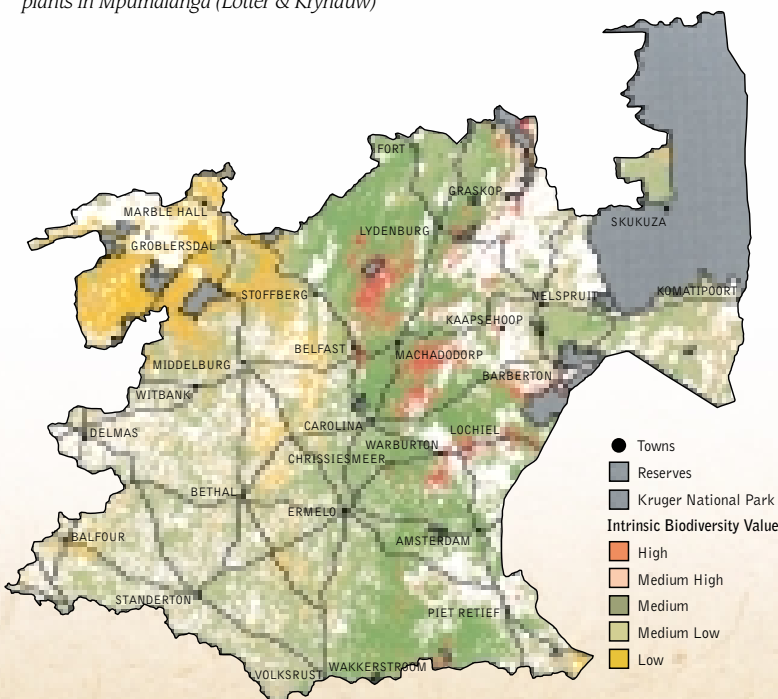 plants in Mpumalanga (Lotter & Krynauw)
FORT
GRASKOP
MARBLE HALL
SKUKUZA
LYDENBURG
GROBLERSDAL
STOFFBERG
NELSPRUIT
KOMATIPOORT
KAAPSEHOOP
BELFAST
MACHADODORP
MIDDELBURG
BARBERTON
WITBANK
CAROLINA
DELMAS
LOCHIEL
WARBURTON
CHRISSIESMEER
BETHAL
ERMELO
BALFOUR
AMSTERDAM
STANDERTON
PIET RETIEF
WAKKERSTROOM
VOLKSRUST
Towns
Reserves
Kruger National Park
Intrinsic Biodiversity Value
High
Medium High
Medium
Medium Low
Low